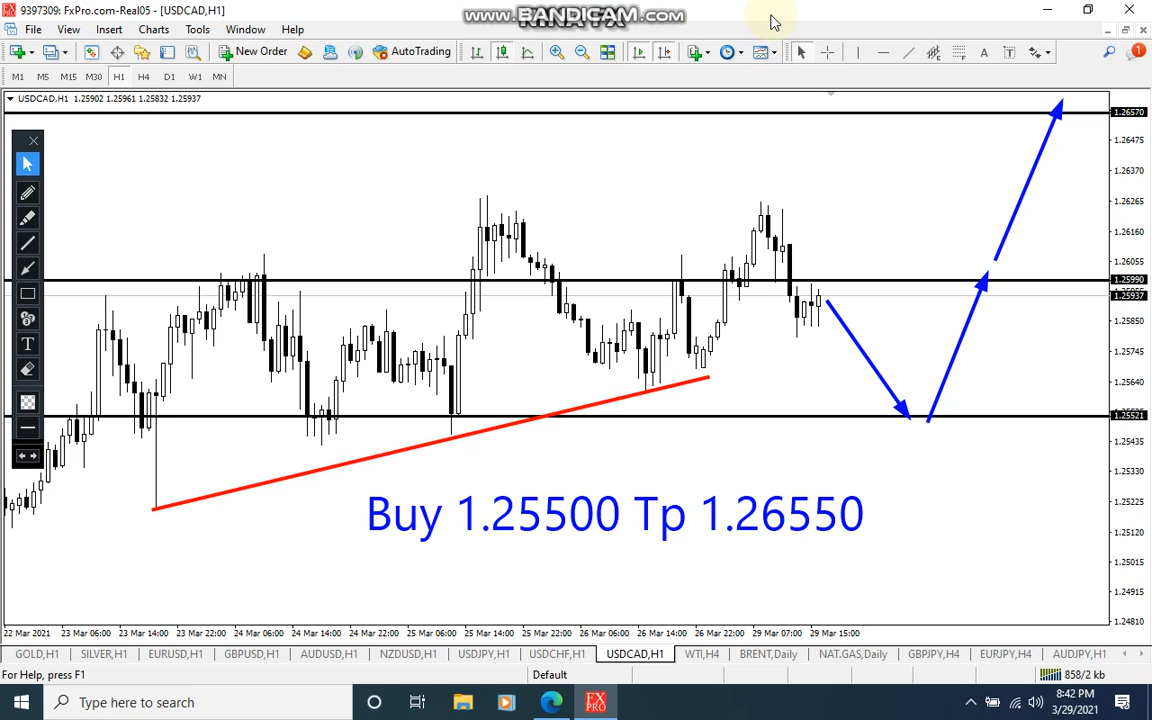 9397309: FxPro.com-Real05 - [USDCAD,H1]
www.BANDICAM.com
File View Insert Charts Tools Window Help
New Order AutoTrading
M1 M5 M15 M30 H1 H4 D1 W1 MN
USDCAD,H1 1.25902 1.25961 1.25832 1.25937
1.26570
1.26475
1.26370
1.26265
1.26160
1.26055
1.25990
1.25937
1.25850
1.25745
1.25640
1.25521
1.25435
1.25330
1.25225
1.25120
1.25015
1.24915
1.24810
Buy 1.25500 Tp 1.26550
22 Mar 2021 23 Mar 06:00 23 Mar 14:00 23 Mar 22:00 24 Mar 06:00 24 Mar 14:00 24 Mar 22:00 25 Mar 06:00 25 Mar 14:00 25 Mar 22:00 26 Mar 06:00 26 Mar 14:00 26 Mar 22:00 29 Mar 07:00 29 Mar 15:00
GOLD,H1 SILVER,H1 EURUSD,H1 GBPUSD,H1 AUDUSD,H1 NZDUSD,H1 USDJPY,H1 USDCHF,H1 USDCAD,H1 WTI,H4 BRENT,Daily NAT.GAS,Daily GBPJPY,H4 EURJPY,H4 AUDJPY,H1
For Help, press F1 Default 858/2 kb
Type here to search FX PRO 8:42 PM
3/29/2021